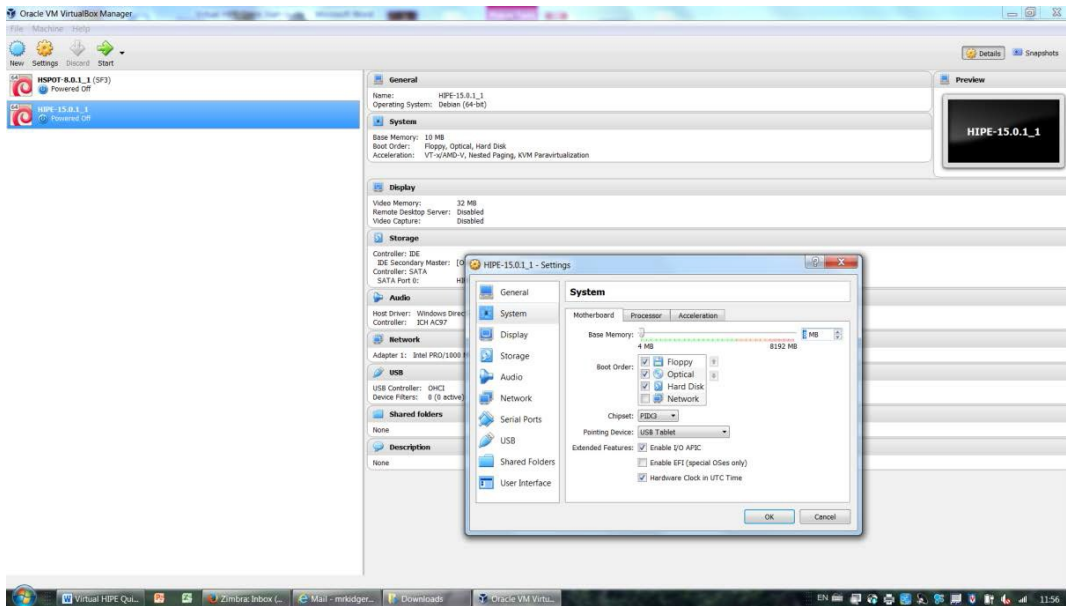 Oracle VM VirtualBox Manager
File Machine Help
New Settings Discard Start
Details Snapshots
HSPOT-8.0.1_1 (SF3)
Powered Off
HIPE-15.0.1_1
Powered Off
General
Name: HIPE-15.0.1_1
Operating System: Debian (64-bit)
System
Base Memory: 10 MB
Boot Order: Floppy, Optical, Hard Disk
Acceleration: VT-x/AMD-V, Nested Paging, KVM Paravirtualization
Preview
HIPE-15.0.1_1
Display
Video Memory: 32 MB
Remote Desktop Server: Disabled
Video Capture: Disabled
Storage
Controller: IDE
IDE Secondary Master:
Controller: SATA
SATA Port 0:
Audio
Host Driver: Windows Direc
Controller: ICH AC97
Network
Adapter 1: Intel PRO/1000
USB
USB Controller: OHCI
Device Filters: 0 (0 active)
Shared folders
None
Description
None
HIPE-15.0.1_1 - Settings
General
System
Display
Storage
Audio
Network
Serial Ports
USB
Shared Folders
User Interface
System
Motherboard Processor Acceleration
Base Memory: MB
4 MB 8192 MB
Boot Order: Floppy
Optical
Hard Disk
Network
Chipset: PIIX3
Pointing Device: USB Tablet
Extended Features: Enable I/O APIC
Enable EFI (special OSes only)
Hardware Clock in UTC Time
OK Cancel
Virtual HIPE Qui... Zimbra: Inbox (... Mail - mrkidger... Downloads Oracle VM Virtu...
EN 11:56